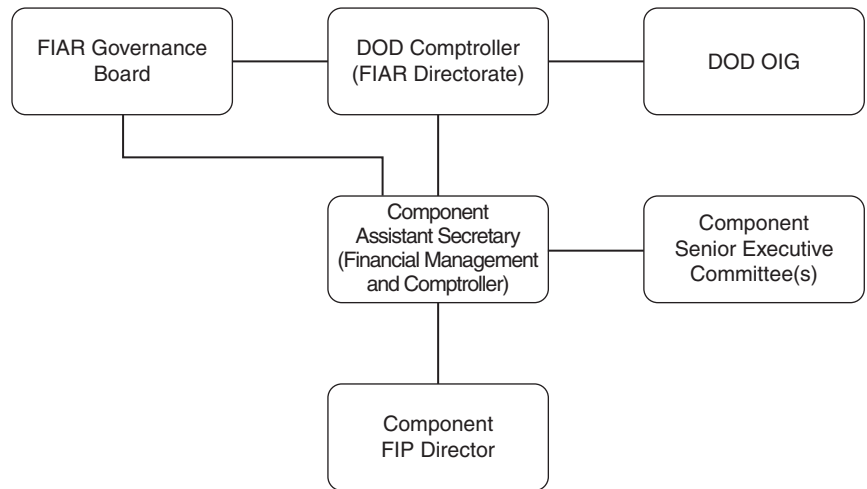 FIAR Governance
Board
DOD Comptroller
(FIAR Directorate)
DOD OIG
Component
Assistant Secretary
(Financial Management
and Comptroller)
Component
Senior Executive
Committee(s)
Component
FIP Director